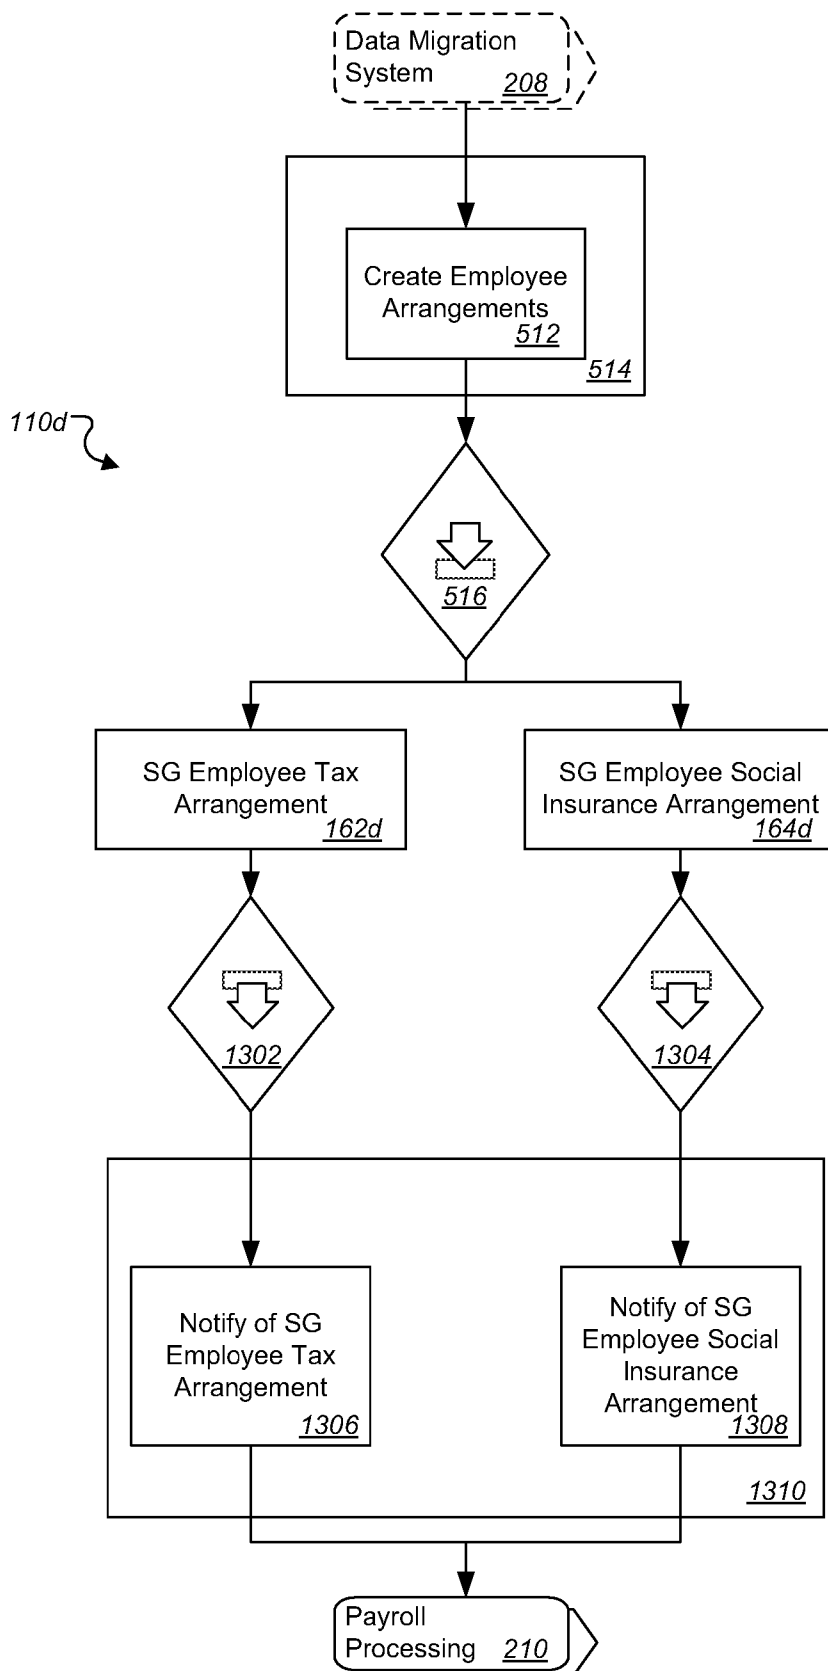 Data Migration
System 208
Create Employee
Arrangements
512
514
110d
516
SG Employee Tax
Arrangement
162d
SG Employee Social
Insurance Arrangement
164d
1302
1304
Notify of SG
Employee Tax
Arrangement
1306
Notify of SG
Employee Social
Insurance
Arrangement
1308
1310
Payroll
Processing 210